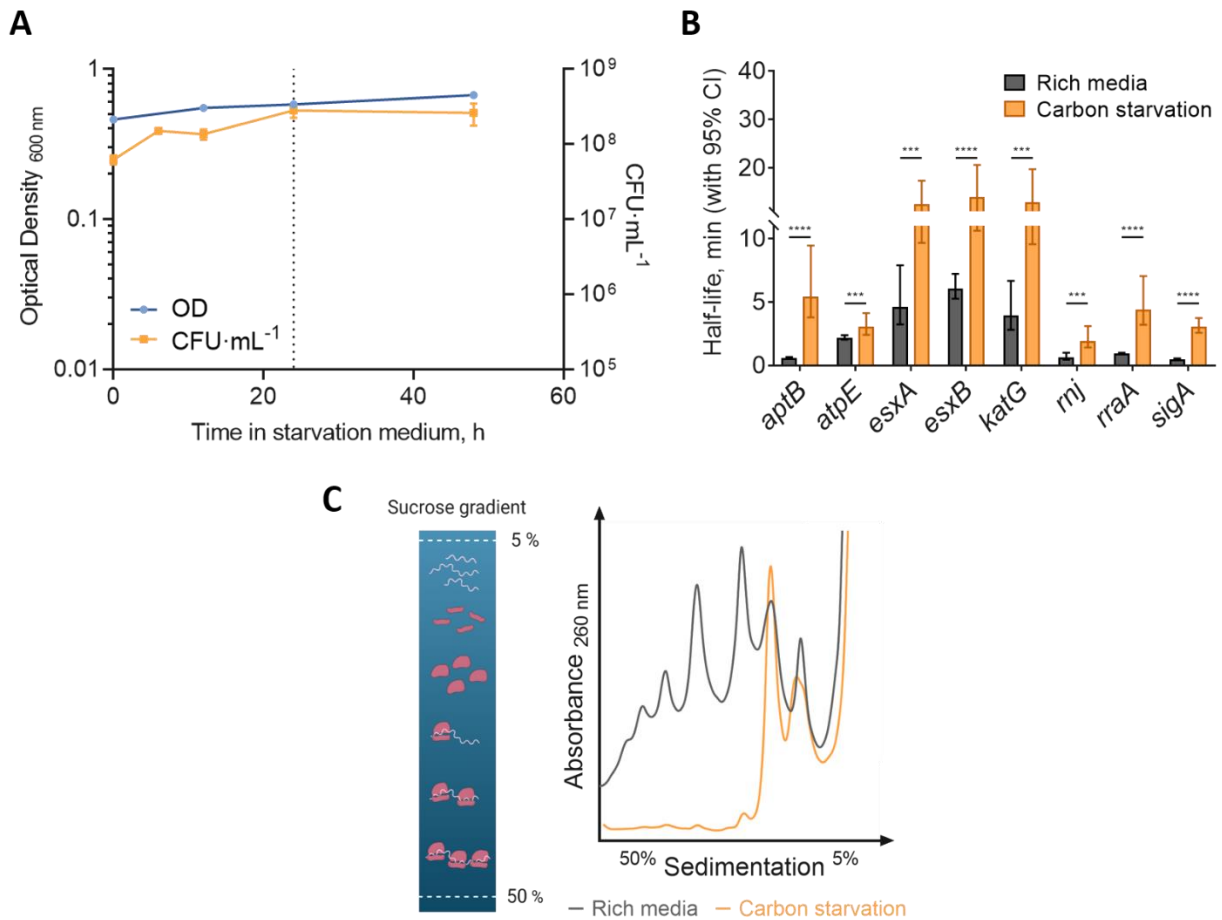 A
1
0.1
0.01
Optical Density 600 nm
10⁹
10⁸
10⁷
10⁶
10⁵
CFU·mL⁻¹
OD
CFU·mL⁻¹
0
20
40
60
Time in starvation medium, h
B
40
30
20
10
5
0
Half-life, min (with 95% CI)
Rich media
Carbon starvation
****
***
***
****
***
***
****
****
aptB
atpE
esxA
esxB
katG
rnj
rraA
sigA
C
Sucrose gradient
5 %
50 %
Absorbance 260 nm
50%
Sedimentation
5%
Rich media
Carbon starvation